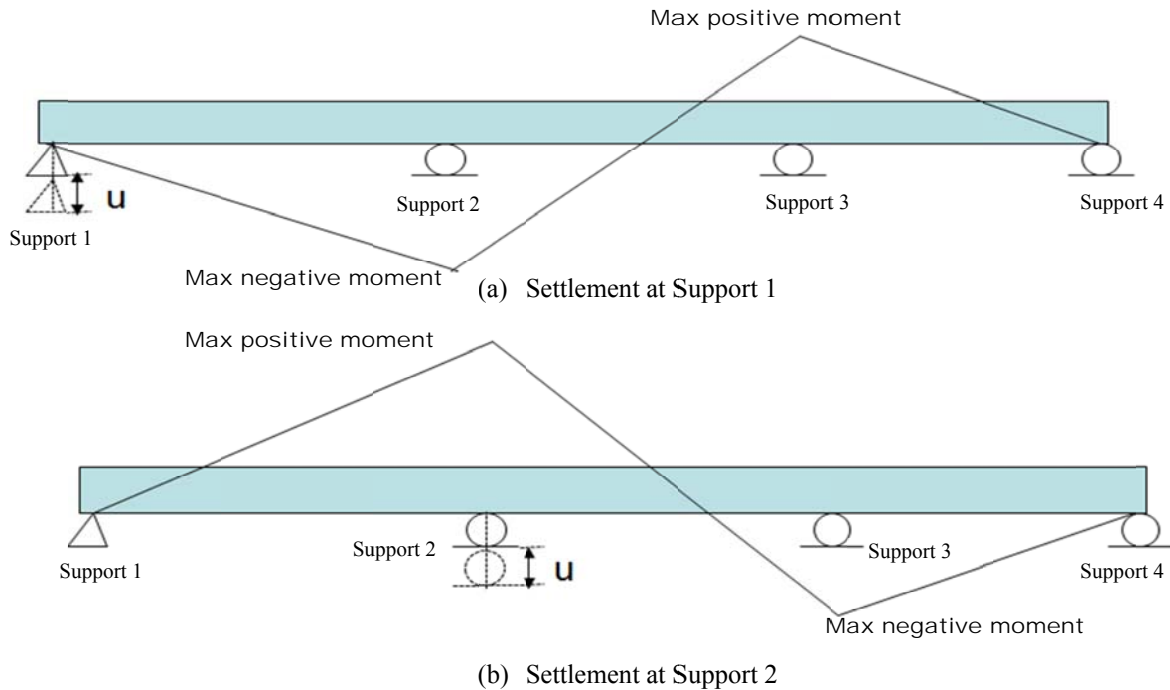 Max positive moment
u
Support 1
Support 2
Support 3
Support 4
Max negative moment
(a) Settlement at Support 1
Max positive moment
Support 1
Support 2
u
Support 3
Support 4
Max negative moment
(b) Settlement at Support 2